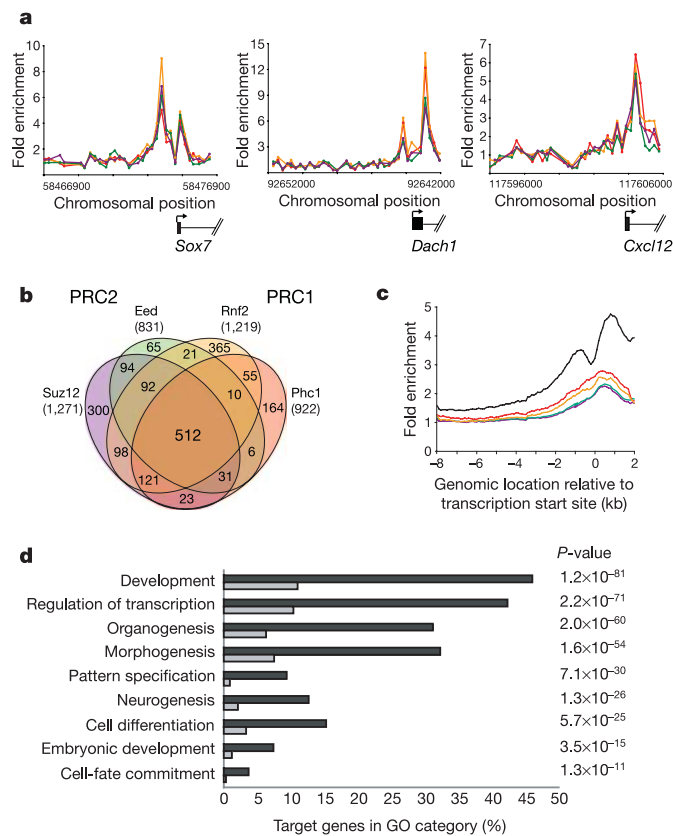 a
Fold enrichment
10
8
6
4
2
58466900
58476900
Chromosomal position
Sox7
Fold enrichment
15
12
9
6
3
92652000
92642000
Chromosomal position
Dach1
Fold enrichment
7
6
5
4
3
2
1
117596000
117606000
Chromosomal position
Cxcl12
b
PRC2
PRC1
Eed
(831)
Rnf2
(1,219)
Suz12
(1,271)
Phc1
(922)
65
21
365
94
92
55
10
300
164
512
98
6
121
31
23
c
Fold enrichment
5
4
3
2
1
0
–8
–6
–4
–2
0
2
Genomic location relative to
transcription start site (kb)
d
P-value
Development
1.2×10–81
Regulation of transcription
2.2×10–71
Organogenesis
2.0×10–60
Morphogenesis
1.6×10–54
Pattern specification
7.1×10–30
Neurogenesis
1.3×10–26
Cell differentiation
5.7×10–25
Embryonic development
3.5×10–15
Cell-fate commitment
1.3×10–11
0 5 10 15 20 25 30 35 40 45 50
Target genes in GO category (%)